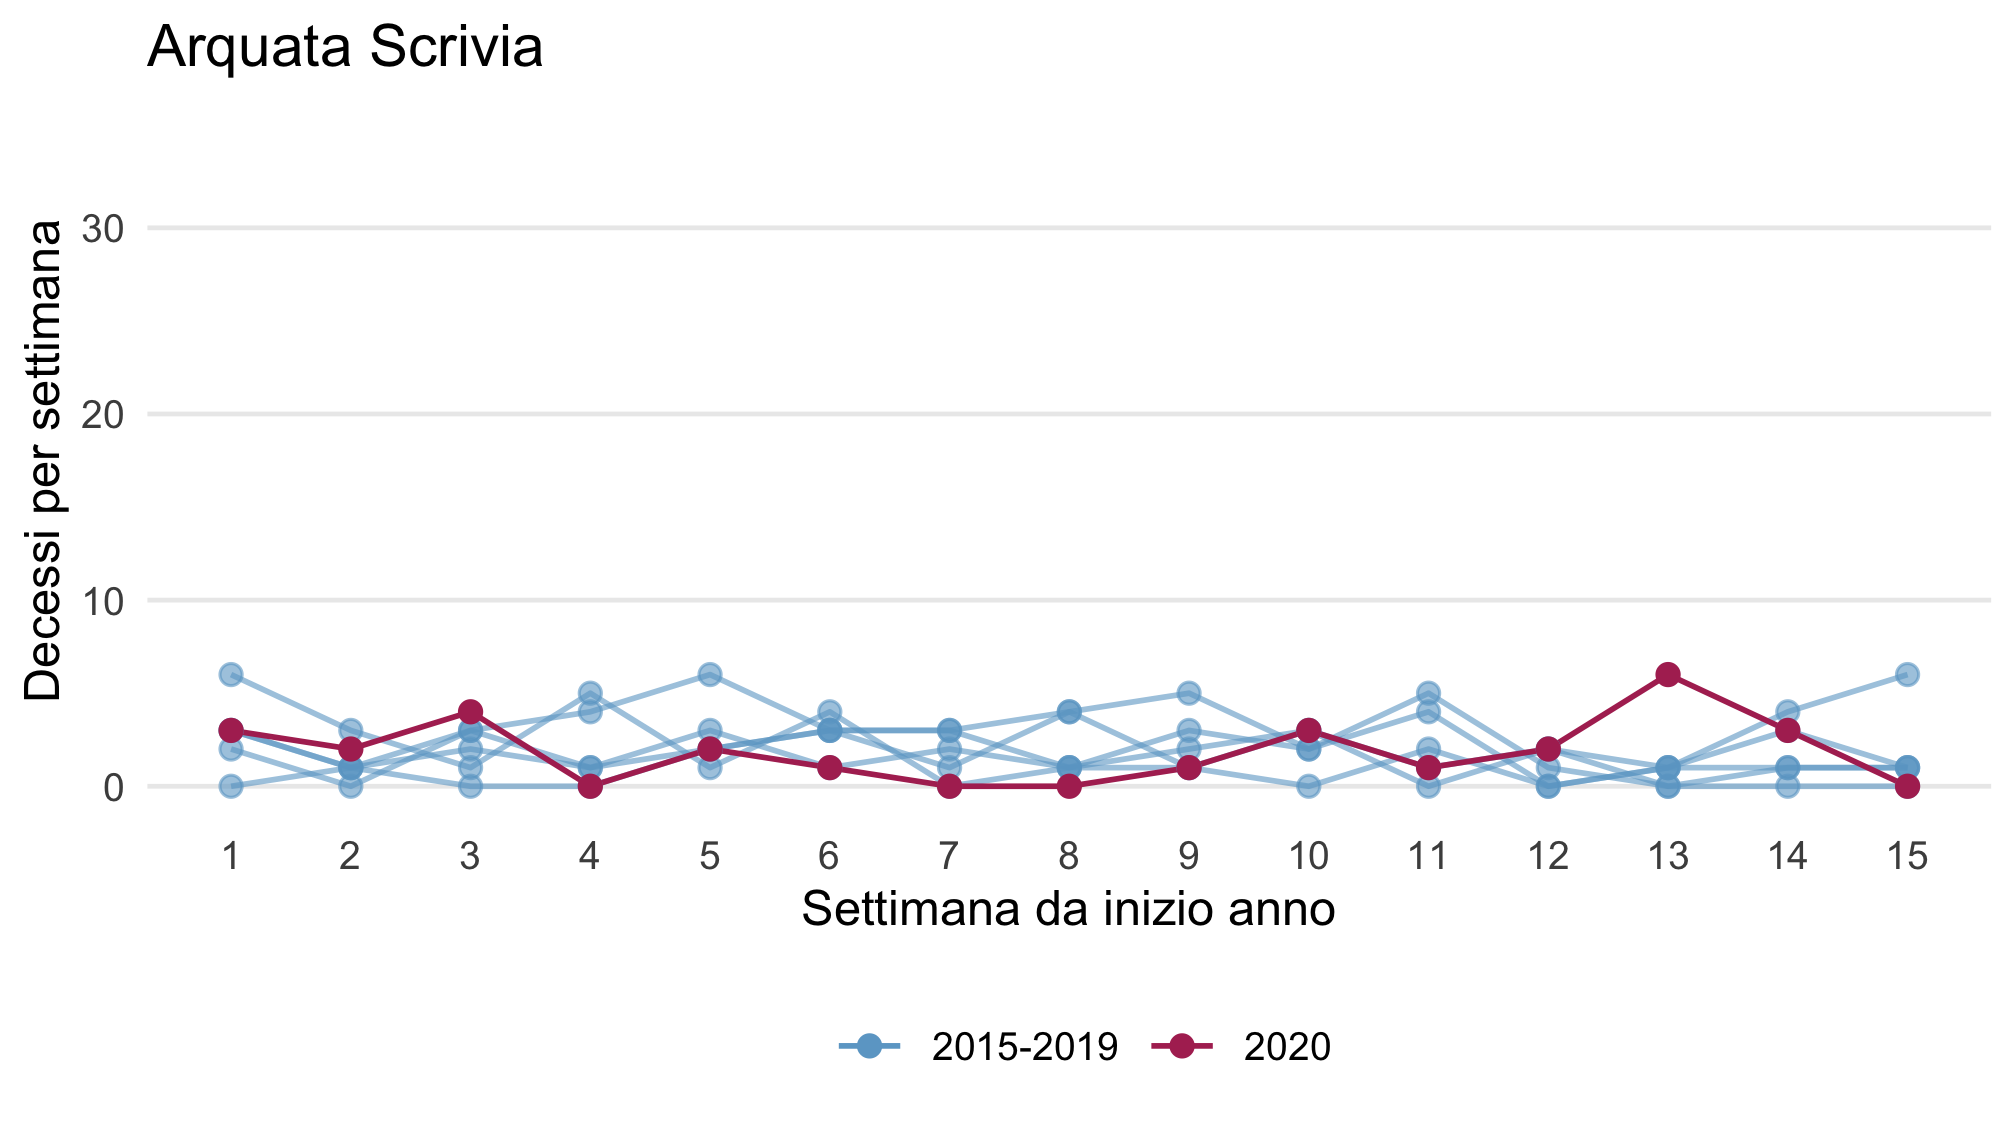 Arquata Scrivia
Decessi per settimana
30
20
10
0
1 2 3 4 5 6 7 8 9 10 11 12 13 14 15
Settimana da inizio anno
2015-2019 2020